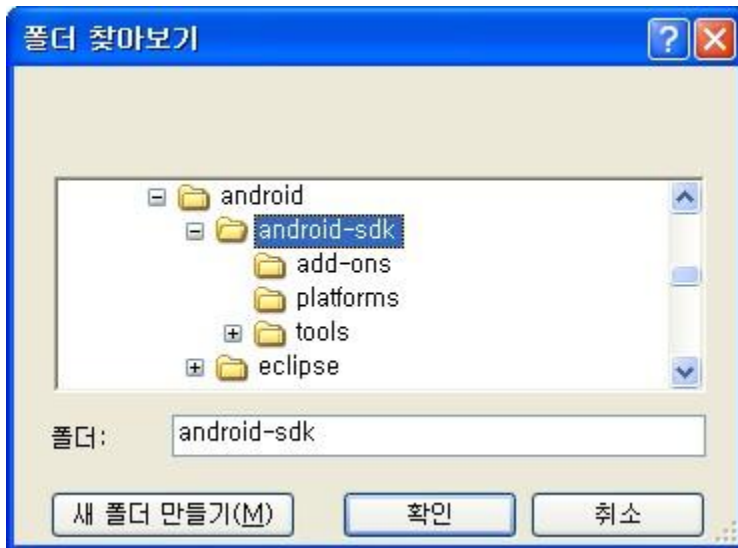 폴더 찾아보기
android
android-sdk
add-ons
platforms
tools
eclipse
폴더: android-sdk
새 폴더 만들기(M) 확인 취소